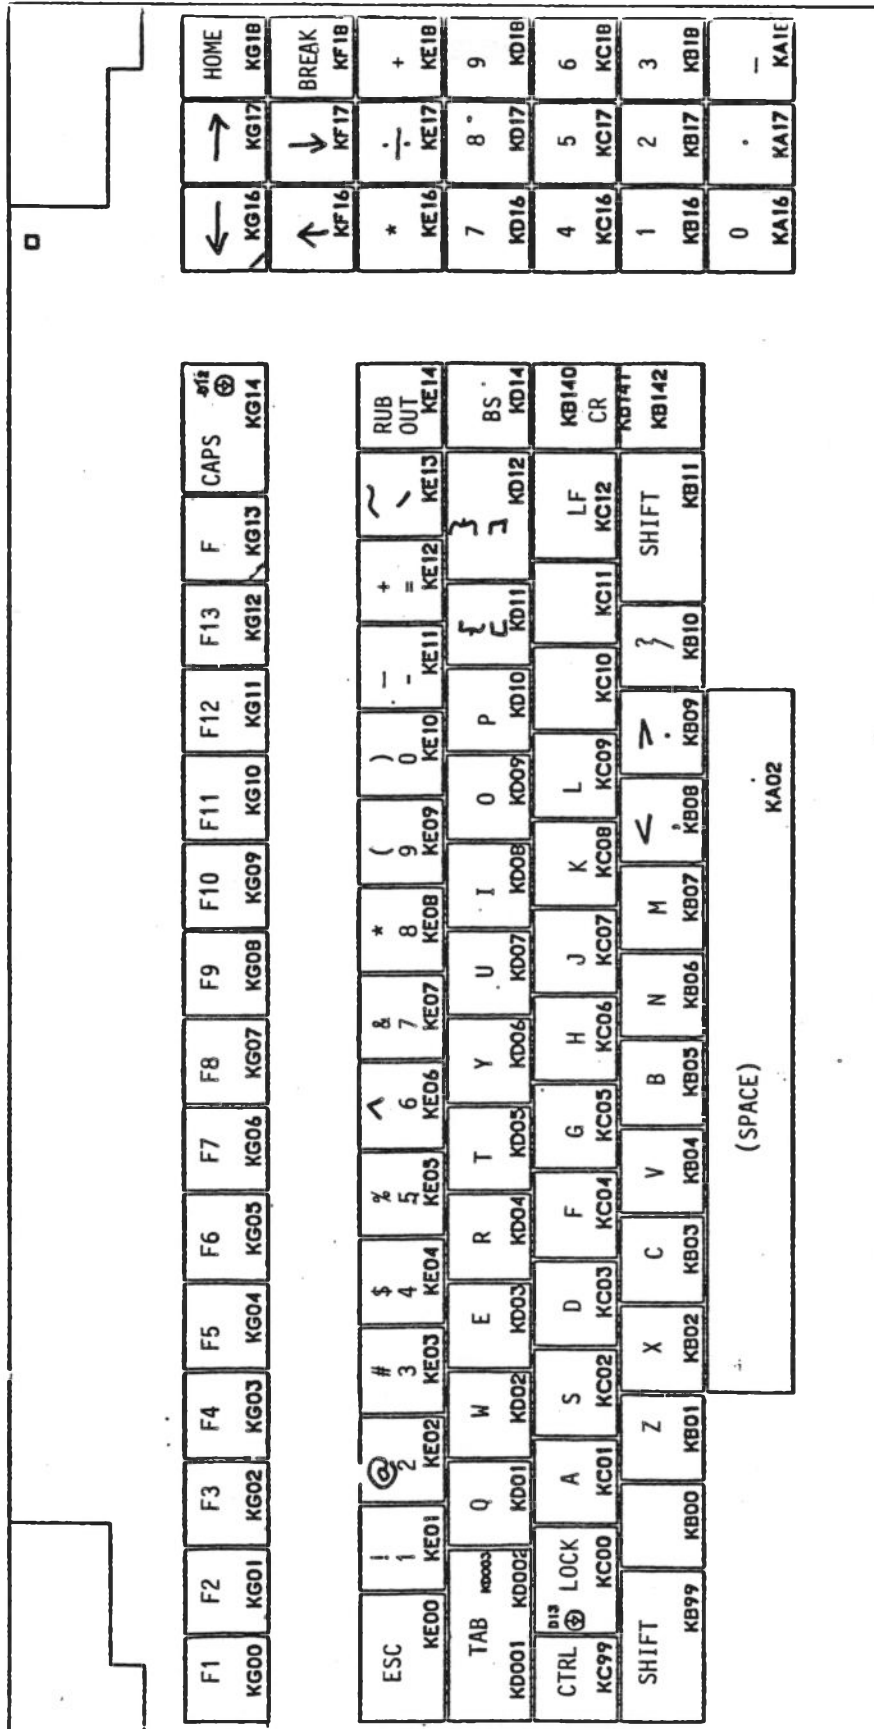 F1 F2 F3 F4 F5 F6 F7 F8 F9 F10 F11 F12 F13 F CAPS D12 ← → HOME
KG00 KG01 KG02 KG03 KG04 KG05 KG06 KG07 KG08 KG09 KG10 KG11 KG12 KG13 KG14 KG16 KG17 KG18
↑ ↓ BREAK
KF16 KF17 KF18
ESC ! @ # $ % ^ & * ( ) — + ~ RUB * ÷ +
1 2 3 4 5 6 7 8 9 0 - = OUT
KE00 KE01 KE02 KE03 KE04 KE05 KE06 KE07 KE08 KE09 KE10 KE11 KE12 KE13 KE14 KE16 KE17 KE18
TAB KD003 Q W E R T Y U I O P { [ } ] BS 7 8 9
KD001 KD002 KD01 KD02 KD03 KD04 KD05 KD06 KD07 KD08 KD09 KD10 KD11 KD12 KD14 KD16 KD17 KD18
CTRL D13 LOCK A S D F G H J K L LF KB140 CR 4 5 6
KC99 KC00 KC01 KC02 KC03 KC04 KC05 KC06 KC07 KC08 KC09 KC10 KC11 KC12 KB141 KC16 KC17 KC18
SHIFT Z X C V B N M < , > . ? / SHIFT KB142 1 2 3
KB99 KB00 KB01 KB02 KB03 KB04 KB05 KB06 KB07 KB08 KB09 KB10 KB11 KB16 KB17 KB18
(SPACE) 0 . —
KA02 KA16 KA17 KA18